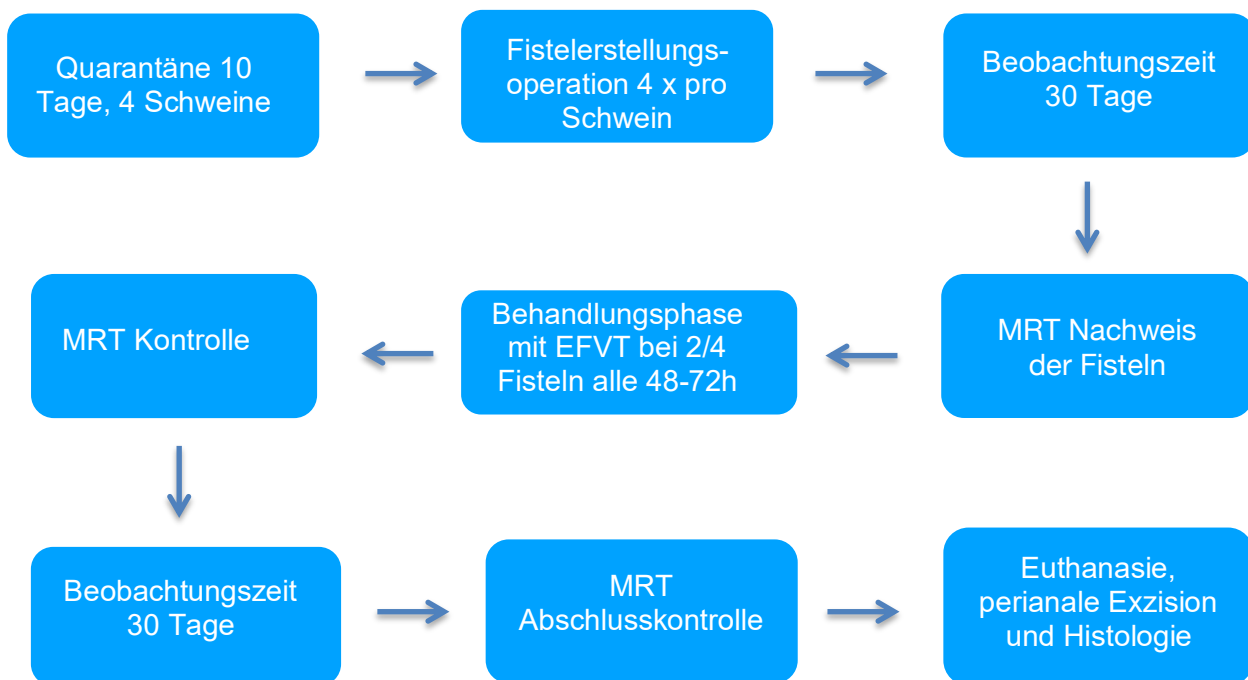 Quarantäne 10
Tage, 4 Schweine
Fistelerstellungs-
operation 4 x pro
Schwein
Beobachtungszeit
30 Tage
MRT Nachweis
der Fisteln
Behandlungsphase
mit EFVT bei 2/4
Fisteln alle 48-72h
MRT Kontrolle
Beobachtungszeit
30 Tage
MRT
Abschlusskontrolle
Euthanasie,
perianale Exzision
und Histologie